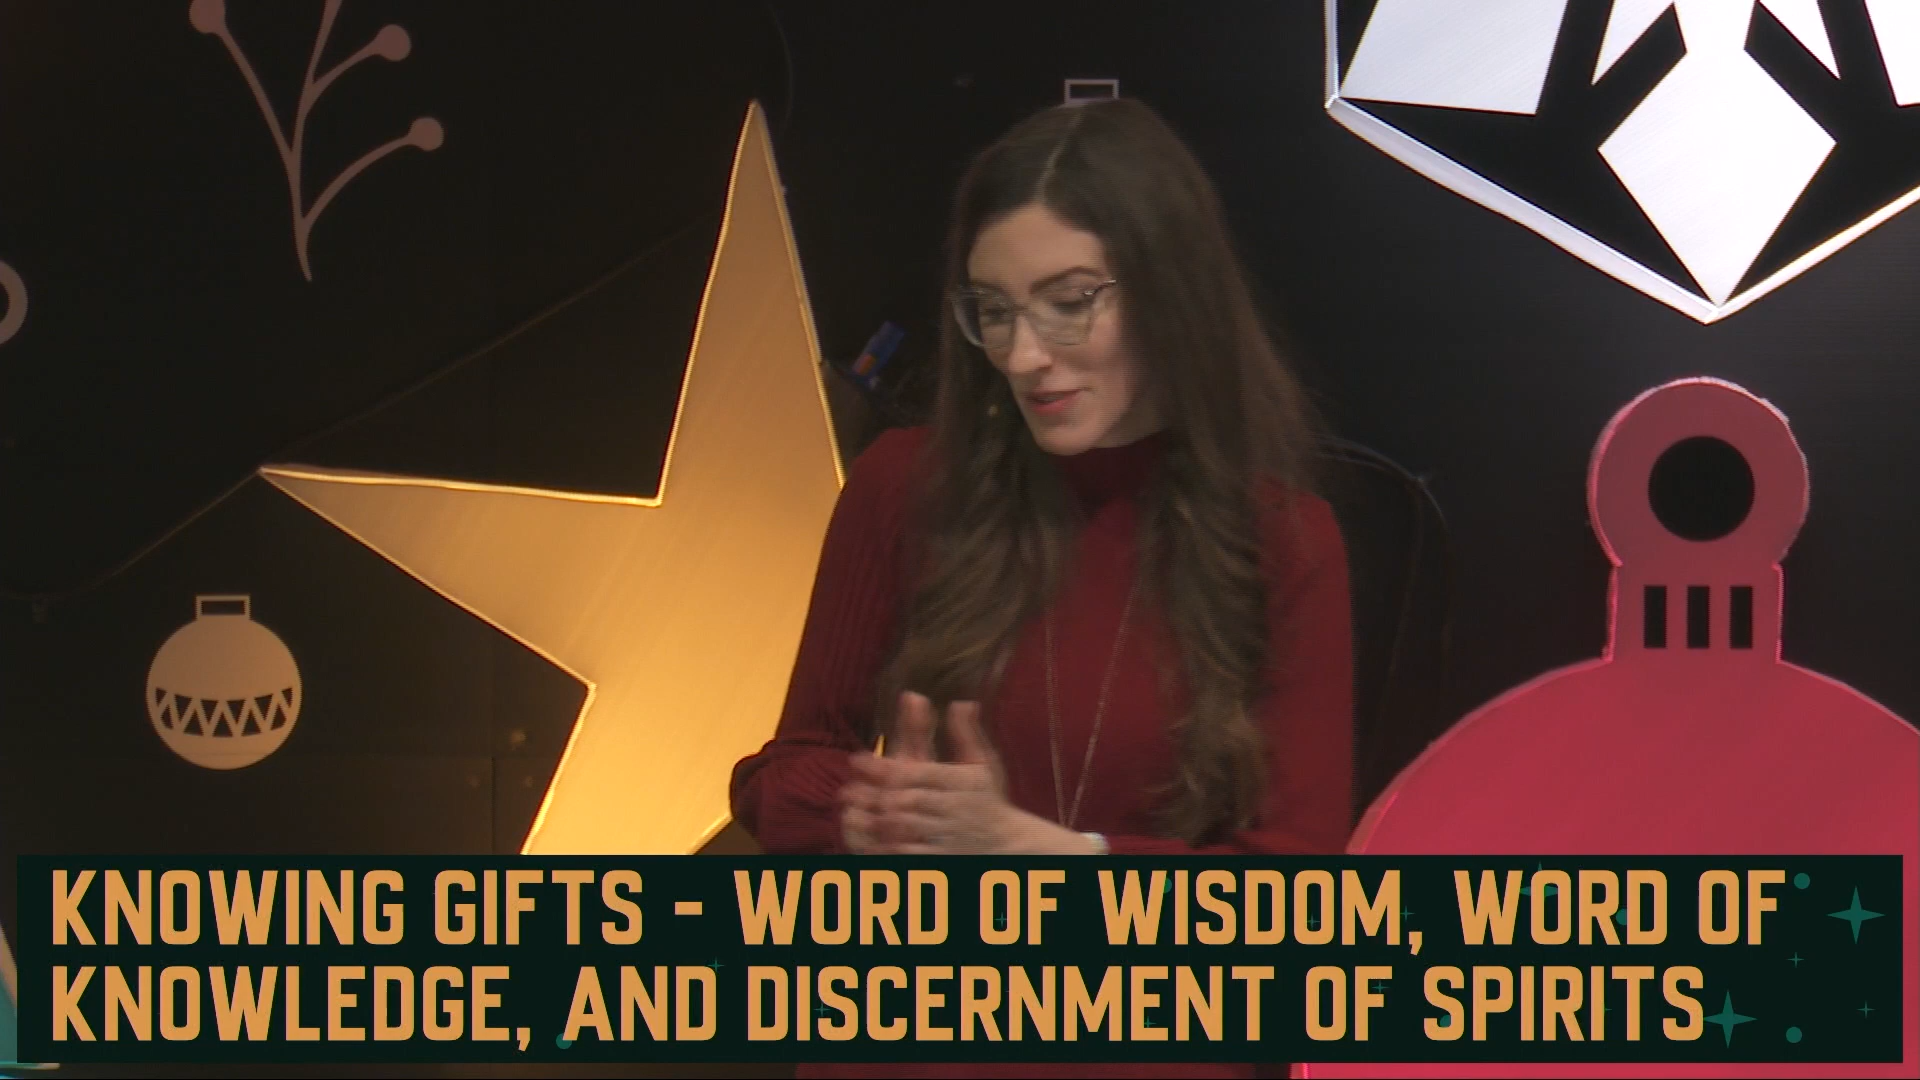 KNOWING GIFTS - WORD OF WISDOM, WORD OF
KNOWLEDGE, AND DISCERNMENT OF SPIRITS